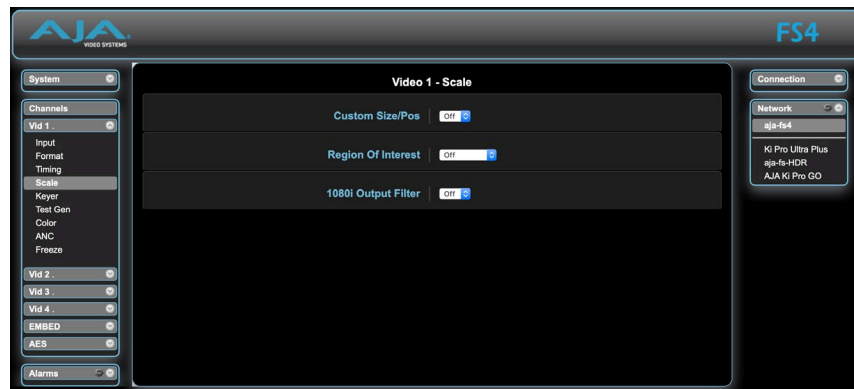 AJA
VIDEO SYSTEMS
FS4
System
Channels
Vid 1 .
Input
Format
Timing
Scale
Keyer
Test Gen
Color
ANC
Freeze
Vid 2 .
Vid 3 .
Vid 4 .
EMBED
AES
Alarms
Video 1 - Scale
Custom Size/Pos Off
Region Of Interest Off
1080i Output Filter Off
Connection
Network
aja-fs4
Ki Pro Ultra Plus
aja-fs-HDR
AJA Ki Pro GO